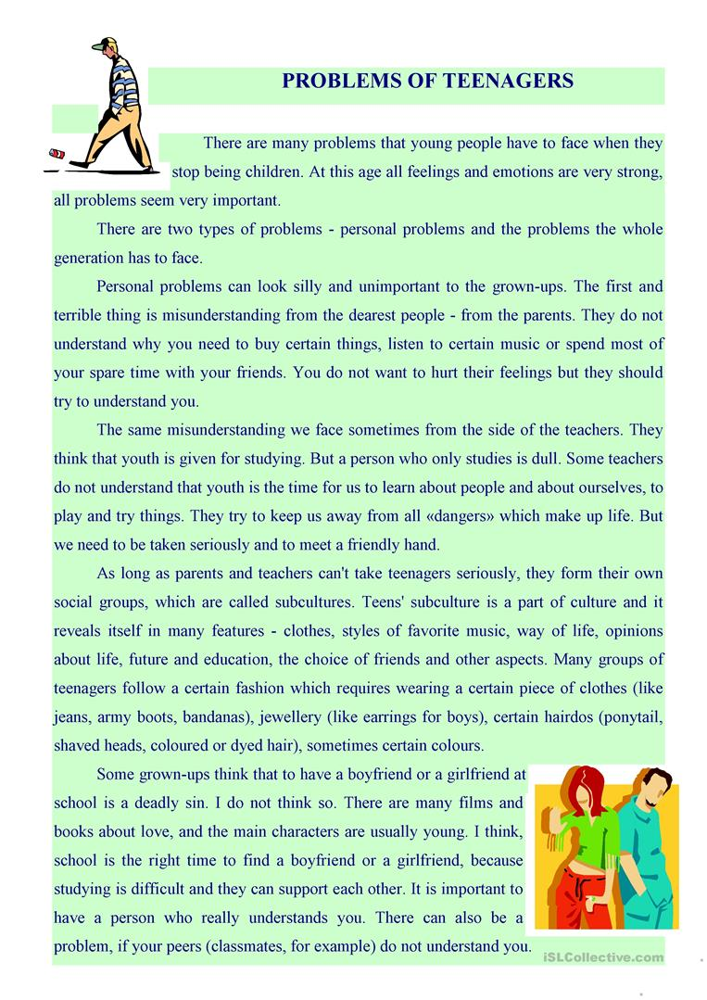 PROBLEMS OF TEENAGERS
There are many problems that young people have to face when they
stop being children. At this age all feelings and emotions are very strong,
all problems seem very important.
There are two types of problems - personal problems and the problems the whole
generation has to face.
Personal problems can look silly and unimportant to the grown-ups. The first and
terrible thing is misunderstanding from the dearest people - from the parents. They do not
understand why you need to buy certain things, listen to certain music or spend most of
your spare time with your friends. You do not want to hurt their feelings but they should
try to understand you.
The same misunderstanding we face sometimes from the side of the teachers. They
think that youth is given for studying. But a person who only studies is dull. Some teachers
do not understand that youth is the time for us to learn about people and about ourselves, to
play and try things. They try to keep us away from all «dangers» which make up life. But
we need to be taken seriously and to meet a friendly hand.
As long as parents and teachers can't take teenagers seriously, they form their own
social groups, which are called subcultures. Teens' subculture is a part of culture and it
reveals itself in many features - clothes, styles of favorite music, way of life, opinions
about life, future and education, the choice of friends and other aspects. Many groups of
teenagers follow a certain fashion which requires wearing a certain piece of clothes (like
jeans, army boots, bandanas), jewellery (like earrings for boys), certain hairdos (ponytail,
shaved heads, coloured or dyed hair), sometimes certain colours.
Some grown-ups think that to have a boyfriend or a girlfriend at
school is a deadly sin. I do not think so. There are many films and
books about love, and the main characters are usually young. I think,
school is the right time to find a boyfriend or a girlfriend, because
studying is difficult and they can support each other. It is important to
have a person who really understands you. There can also be a
problem, if your peers (classmates, for example) do not understand you.
iSLCollective.com